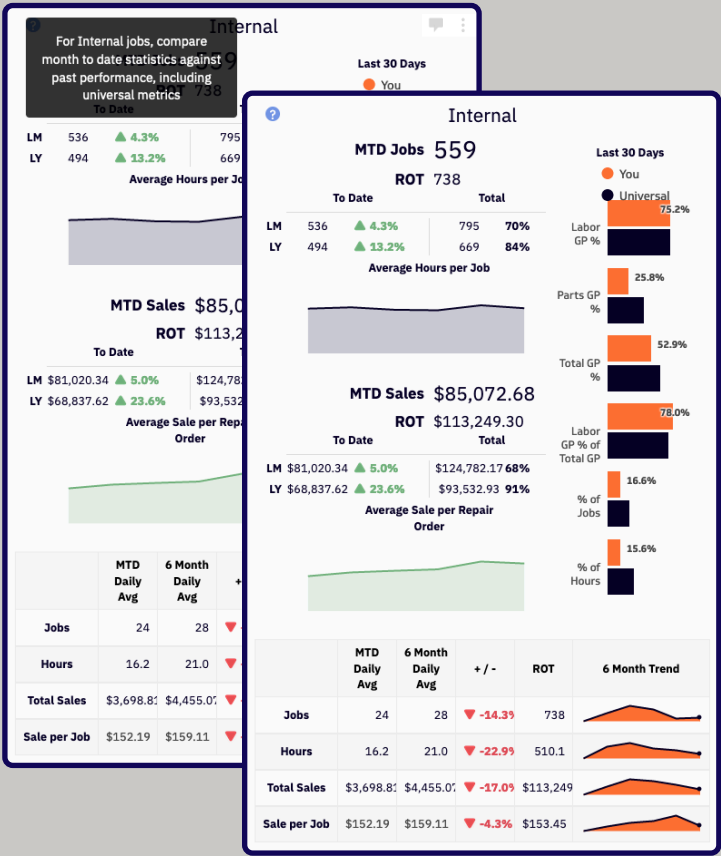 Internal
For Internal jobs, compare
month to date statistics against
past performance, including
universal metrics
Last 30 Days
You
559
ROT 738
To Date
LM 536 4.3% 795
LY 494 13.2% 669
Average Hours per Jo
MTD Sales $85,0
ROT $113,2
To Date
LM $81,020.34 5.0% $124,782
LY $68,837.62 23.6% $93,532
Average Sale per Repa
Order
MTD
Daily
Avg
6 Month
Daily
Avg
+
Jobs 24 28
Hours 16.2 21.0
Total Sales $3,698.81 $4,455.07
Sale per Job $152.19 $159.11
?
Internal
MTD Jobs 559
ROT 738
To Date Total
LM 536 4.3% 795 70%
LY 494 13.2% 669 84%
Average Hours per Job
MTD Sales $85,072.68
ROT $113,249.30
To Date Total
LM $81,020.34 5.0% $124,782.17 68%
LY $68,837.62 23.6% $93,532.93 91%
Average Sale per Repair
Order
Last 30 Days
You
Universal
Labor
GP %
75.2%
Parts GP
%
25.8%
Total GP
%
52.9%
Labor
GP % of
Total GP
78.0%
% of
Jobs
16.6%
% of
Hours
15.6%
MTD
Daily
Avg
6 Month
Daily
Avg
+ / -
ROT
6 Month Trend
Jobs 24 28 -14.3% 738
Hours 16.2 21.0 -22.9% 510.1
Total Sales $3,698.81 $4,455.07 -17.0% $113,249
Sale per Job $152.19 $159.11 -4.3% $153.45